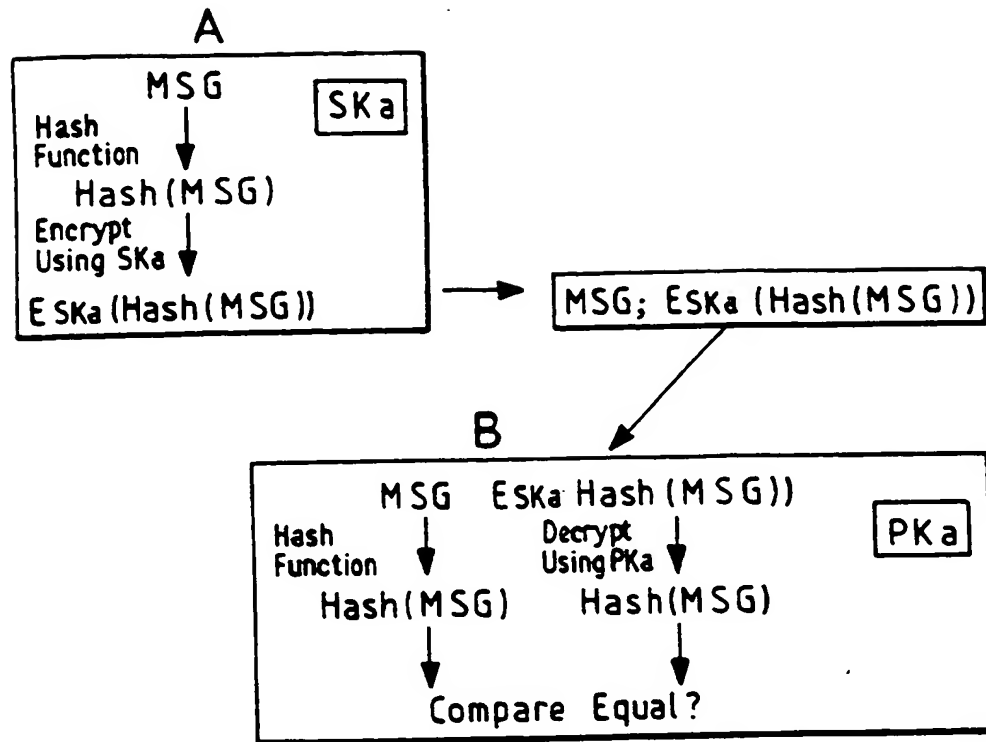 A
MSG
SKa
Hash
Function
Hash(MSG)
Encrypt
Using SKa
ESKa(Hash(MSG))
MSG; ESKa (Hash(MSG))
B
MSG ESKa Hash(MSG))
PKa
Hash
Function
Decrypt
Using PKa
Hash(MSG) Hash(MSG)
Compare Equal?